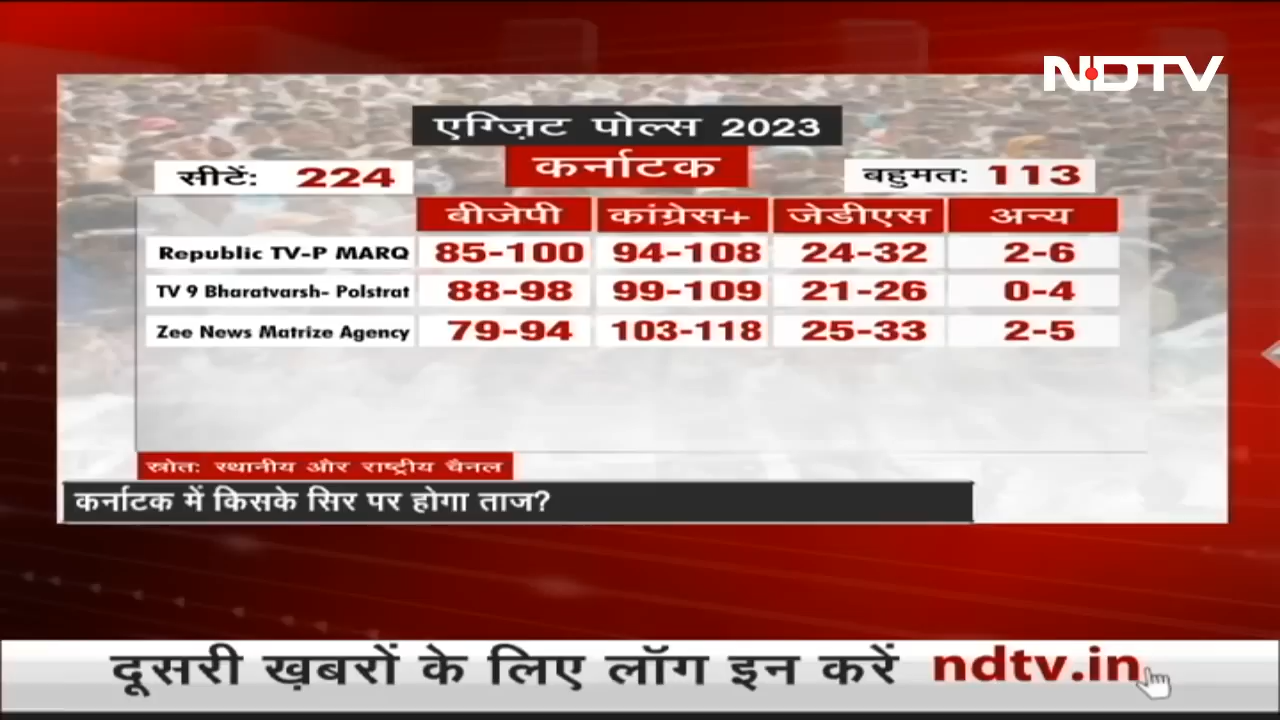 NDTV
एग्ज़िट पोल्स 2023
कर्नाटक
सीटें: 224
बहुमत: 113
बीजेपी कांग्रेस+ जेडीएस अन्य
Republic TV-P MARQ 85-100 94-108 24-32 2-6
TV 9 Bharatvarsh- Polstrat 88-98 99-109 21-26 0-4
Zee News Matrize Agency 79-94 103-118 25-33 2-5
स्रोत: स्थानीय और राष्ट्रीय चैनल
कर्नाटक में किसके सिर पर होगा ताज?
दूसरी ख़बरों के लिए लॉग इन करें ndtv.in